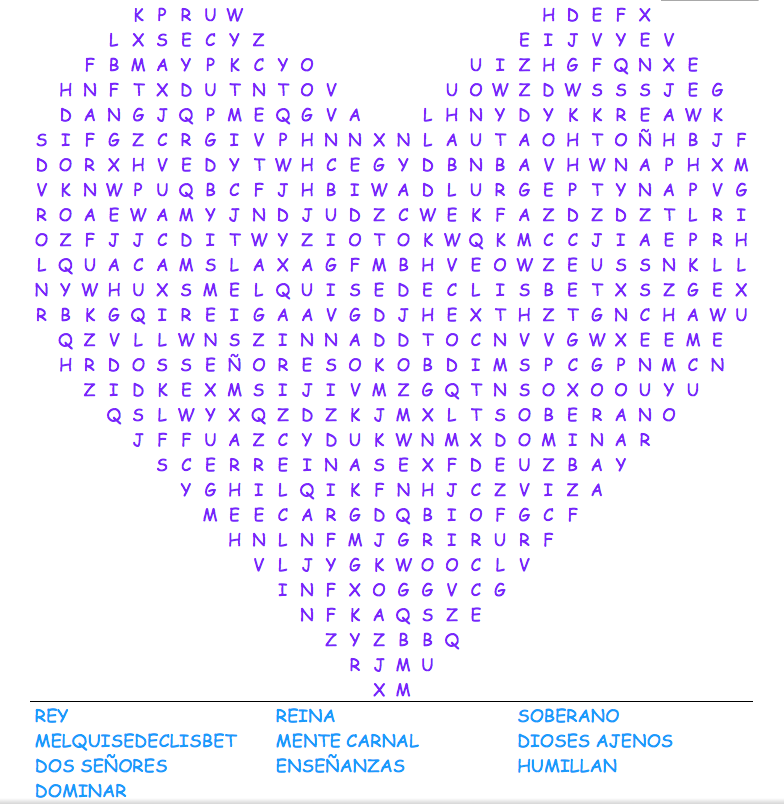 K P R U W H D E F X
L X S E C Y Z E I J V Y E V
F B M A Y P K C Y O U I Z H G F Q N X E
H N F T X D U T N T O V U O W Z D W S S S J E G
D A N G J Q P M E Q G V A L H N Y D Y K K R E A W K
S I F G Z C R G I V P H N N X N L A U T A O H T O Ñ H B J F
D O R X H V E D Y T W H C E G Y D B N B A V H W N A P H X M
V K N W P U Q B C F J H B I W A D L U R G E P T Y N A P V G
R O A E W A M Y J N D J U D Z C W E K F A Z D Z D Z T L R I
O Z F J J C D I T W Y Z I O T O K W Q K M C C J I A E P R H
L Q U A C A M S L A X A G F M B H V E O W Z E U S S N K L L
N Y W H U X S M E L Q U I S E D E C L I S B E T X S Z G E X
R B K G Q I R E I G A A V G D J H E X T H Z T G N C H A W U
Q Z V L L W N S Z I N N A D D T O C N V V G W X E E M E
H R D O S S E Ñ O R E S O K O B D I M S P C G P N M C N
Z I D K E X M S I J I V M Z G Q T N S O X O O U Y U
Q S L W Y X Q Z D Z K J M X L T S O B E R A N O
J F F U A Z C Y D U K W N M X D O M I N A R
S C E R R E I N A S E X F D E U Z B A Y
Y G H I L Q I K F N H J C Z V I Z A
M E E C A R G D Q B I O F G C F
H N L N F M J G R I R U R F
V L J Y G K W O O C L V
I N F X O G G V C G
N F K A Q S Z E
Z Y Z B B Q
R J M U
X M
REY REINA SOBERANO
MELQUISEDECLISBET MENTE CARNAL DIOSES AJENOS
DOS SEÑORES ENSEÑANZAS HUMILLAN
DOMINAR